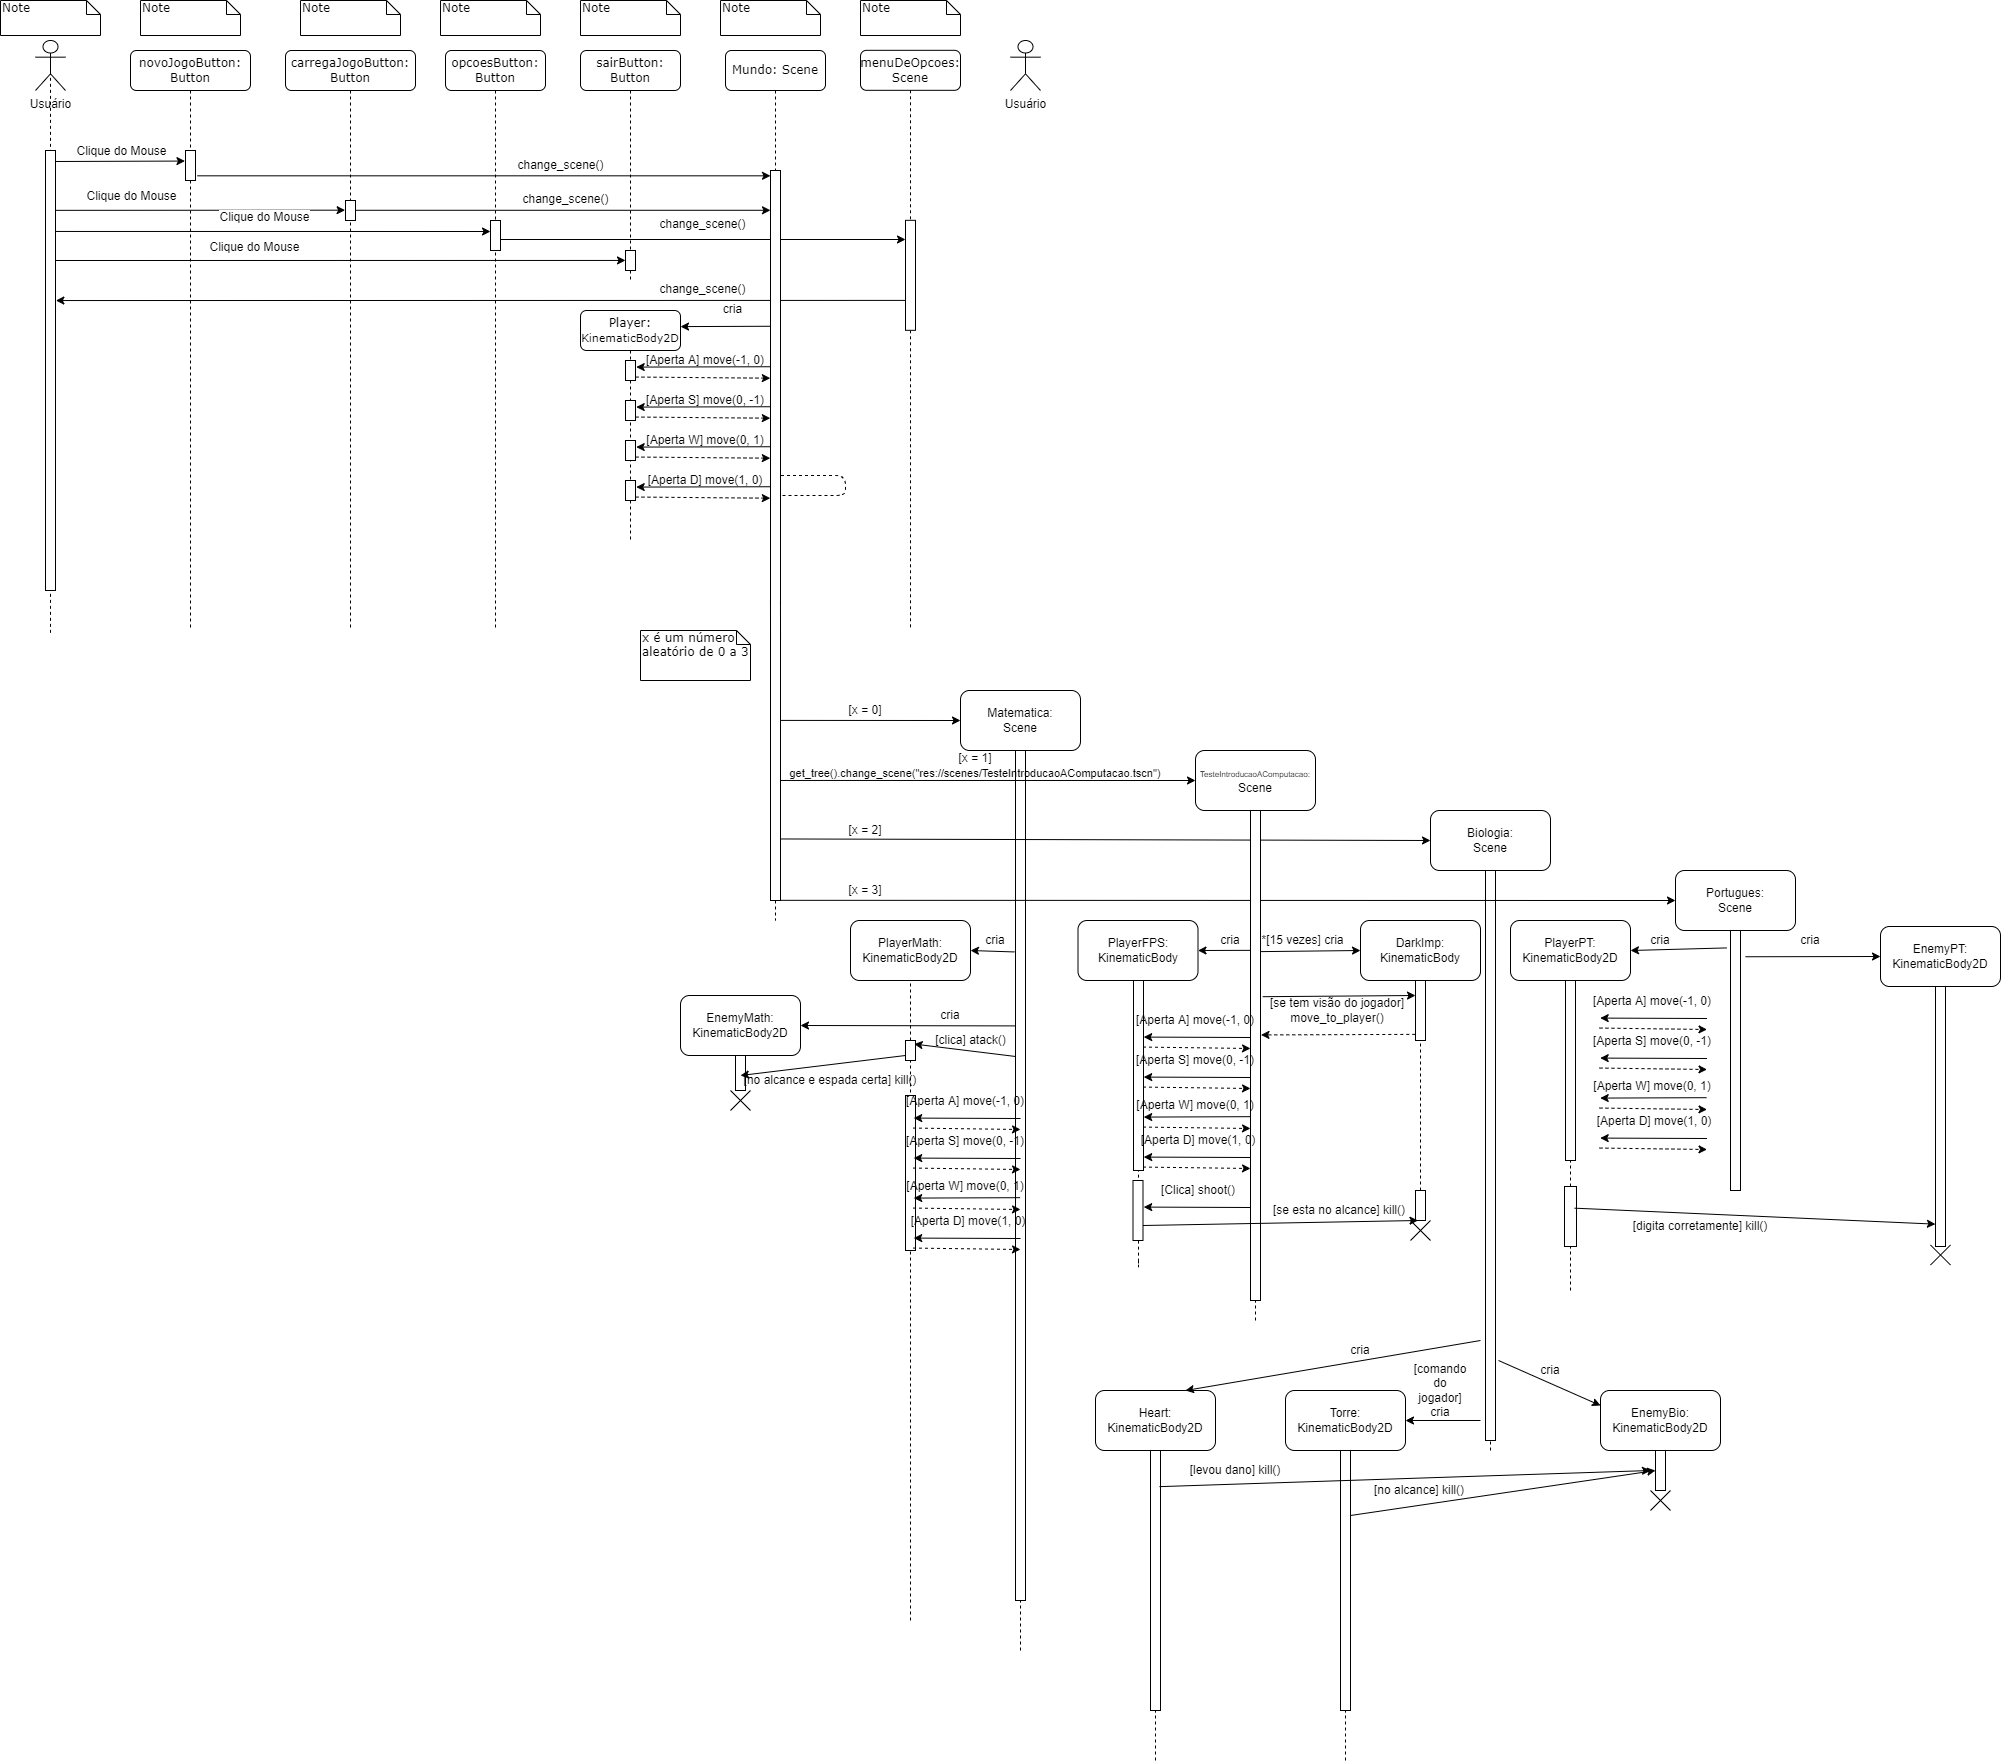 Note
Note
Note
Note
Note
Note
Note
Usuário
novoJogoButton:
Button
carregaJogoButton:
Button
opcoesButton:
Button
sairButton:
Button
Mundo: Scene
menuDeOpcoes:
Scene
Usuário
Clique do Mouse
change_scene()
Clique do Mouse
change_scene()
Clique do Mouse
change_scene()
Clique do Mouse
change_scene()
cria
Player:
KinematicBody2D
[Aperta A] move(-1, 0)
[Aperta S] move(0, -1)
[Aperta W] move(0, 1)
[Aperta D] move(1, 0)
x é um número
aleatório de 0 a 3
[x = 0]
Matematica:
Scene
[x = 1]
get_tree().change_scene("res://scenes/TesteIntroducaoAComputacao.tscn")
TesteIntroducaoAComputacao:
Scene
[x = 2]
Biologia:
Scene
[x = 3]
Portugues:
Scene
PlayerMath:
KinematicBody2D
cria
PlayerFPS:
KinematicBody
cria
*[15 vezes] cria
DarkImp:
KinematicBody
PlayerPT:
KinematicBody2D
cria
cria
EnemyPT:
KinematicBody2D
EnemyMath:
KinematicBody2D
cria
[clica] atack()
[no alcance e espada certa] kill()
[Aperta A] move(-1, 0)
[Aperta S] move(0, -1)
[Aperta W] move(0, 1)
[Aperta D] move(1, 0)
[se tem visão do jogador]
move_to_player()
[Aperta A] move(-1, 0)
[Aperta S] move(0, -1)
[Aperta W] move(0, 1)
[Aperta D] move(1, 0)
[Clica] shoot()
[se esta no alcance] kill()
[Aperta A] move(-1, 0)
[Aperta S] move(0, -1)
[Aperta W] move(0, 1)
[Aperta D] move(1, 0)
[digita corretamente] kill()
cria
[comando
do
jogador]
cria
cria
Heart:
KinematicBody2D
Torre:
KinematicBody2D
EnemyBio:
KinematicBody2D
[levou dano] kill()
[no alcance] kill()